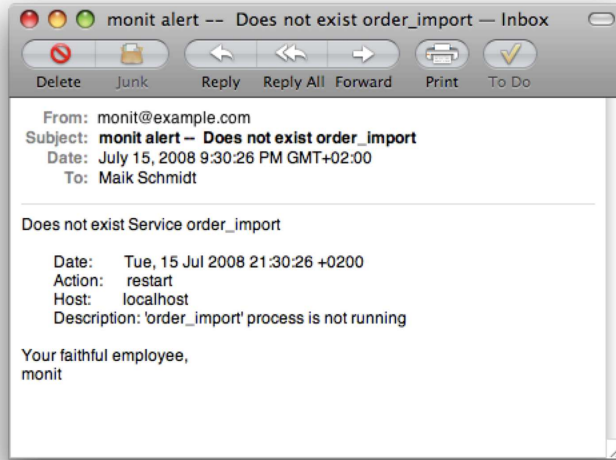 monit alert -- Does not exist order_import — Inbox
Delete Junk Reply Reply All Forward Print To Do
From: monit@example.com
Subject: monit alert -- Does not exist order_import
Date: July 15, 2008 9:30:26 PM GMT+02:00
To: Maik Schmidt
Does not exist Service order_import
Date: Tue, 15 Jul 2008 21:30:26 +0200
Action: restart
Host: localhost
Description: 'order_import' process is not running
Your faithful employee,
monit